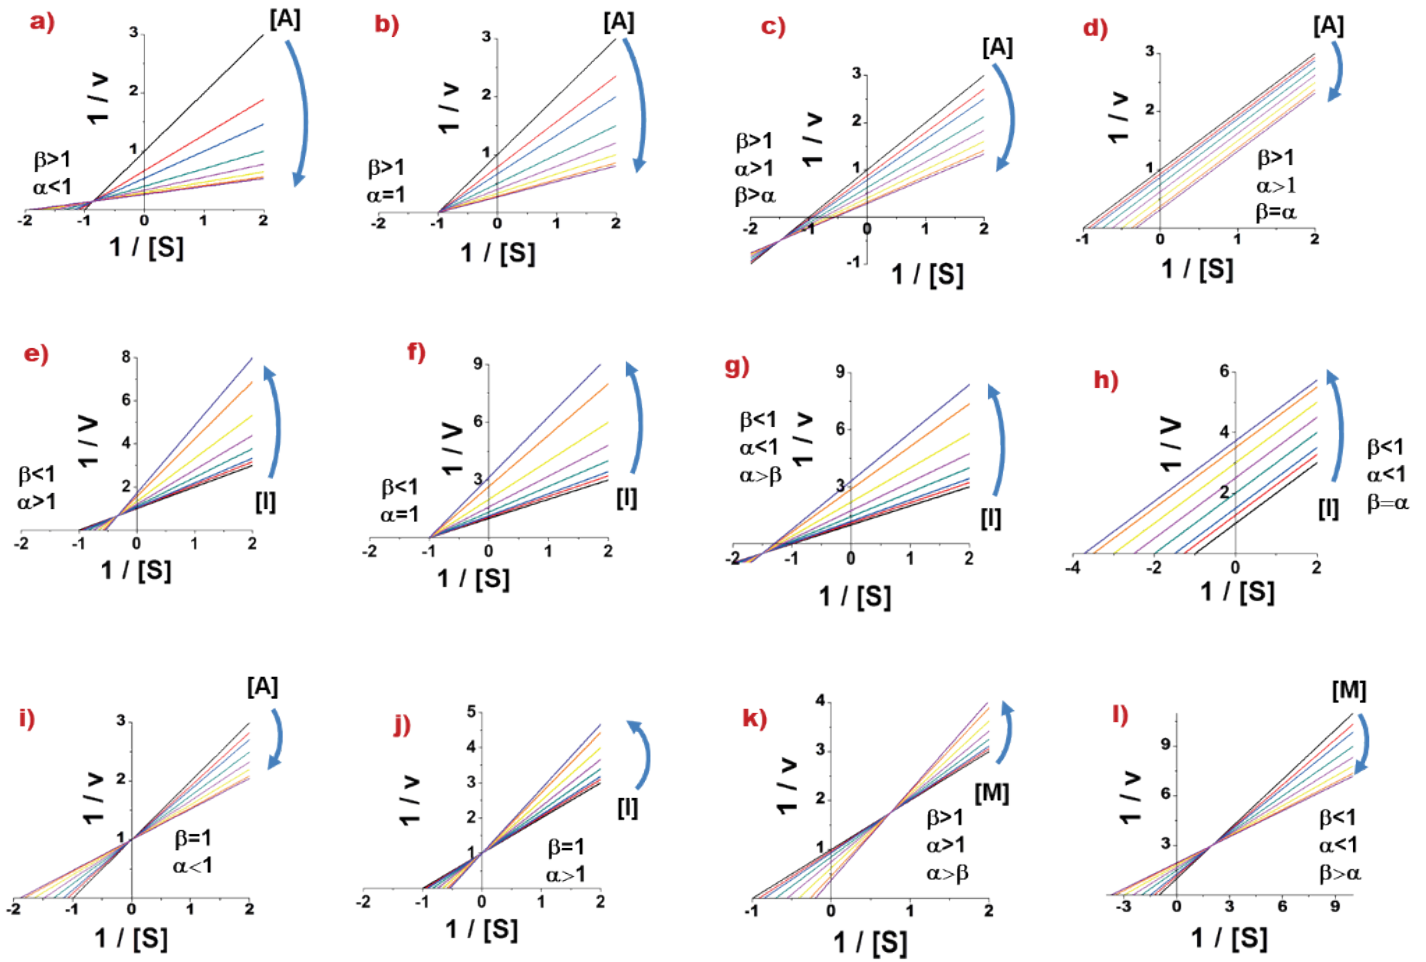 a)
[A]
3
2
1
1 / v
β>1
α<1
-2
-1
0
1
2
1 / [S]
b)
[A]
3
2
1
1 / v
β>1
α=1
-2
-1
0
1
2
1 / [S]
c)
[A]
3
2
1
-1
1 / v
β>1
α>1
β>α
-2
-1
0
1
2
1 / [S]
d)
[A]
3
2
1
1 / v
β>1
α>1
β=α
-1
0
1
2
1 / [S]
e)
8
6
4
2
1 / V
β<1
α>1
[I]
-2
-1
0
1
2
1 / [S]
f)
9
6
3
1 / V
β<1
α=1
[I]
-2
-1
0
1
2
1 / [S]
g)
9
6
3
1 / v
β<1
α<1
α>β
[I]
-2
-1
0
1
2
1 / [S]
h)
6
4
2
1 / V
β<1
α<1
β=α
[I]
-4
-2
0
2
1 / [S]
i)
[A]
3
2
1
1 / v
β=1
α<1
-2
-1
0
1
2
1 / [S]
j)
5
4
3
2
1
1 / v
[I]
β=1
α>1
-2
-1
0
1
2
1 / [S]
k)
4
3
2
1
1 / v
[M]
β>1
α>1
α>β
-1
0
1
2
1 / [S]
l)
[M]
9
6
3
1 / v
β<1
α<1
β>α
-3
0
3
6
9
1 / [S]